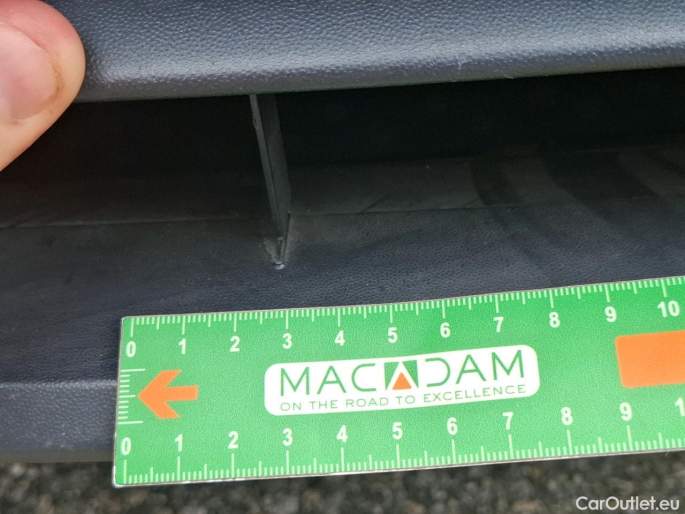 0 1 2 3 4 5 6 7 8 9 10
MACADAM
ON THE ROAD TO EXCELLENCE
0 1 2 3 4 5 6 7 8 9 1
CarOutlet.eu